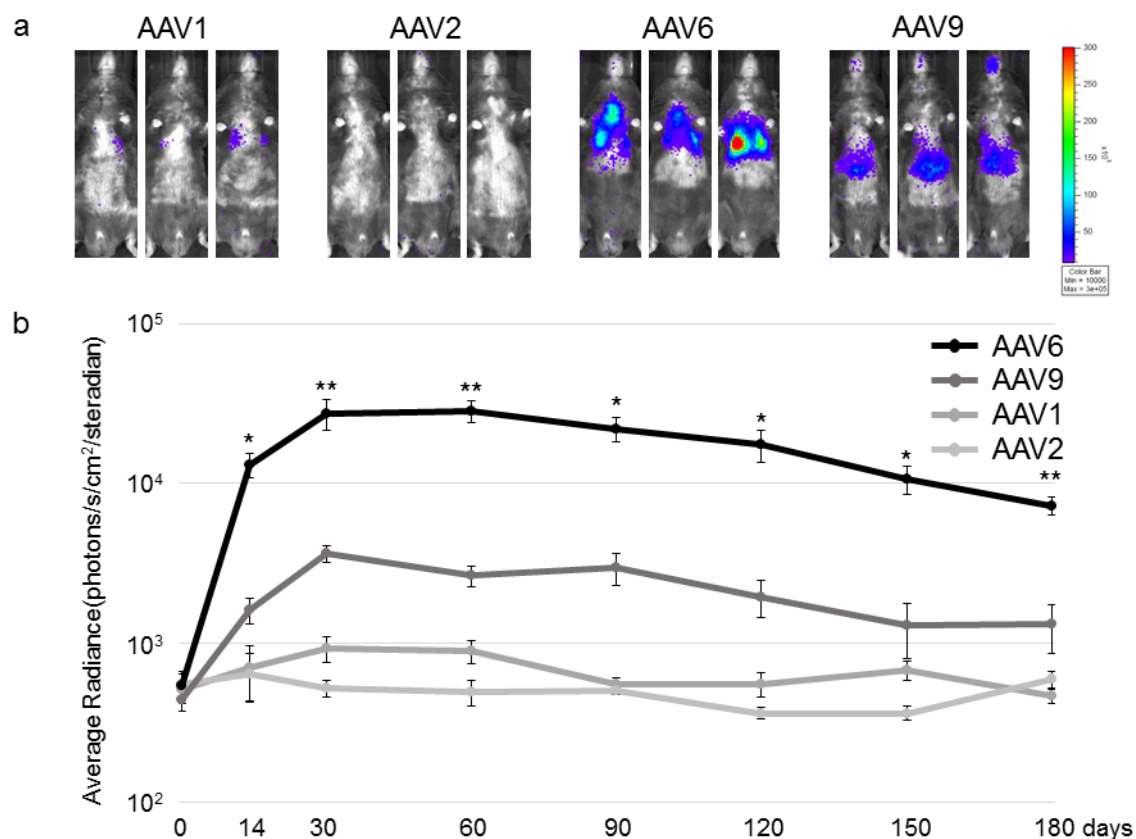 a
AAV1 AAV2 AAV6 AAV9
300
250
200
150
100
50
Color Bar
Min = 10000
Max = 3e+05
b
Average Radiance(photons/s/cm²/steradian)
10⁵
10⁴
10³
10²
AAV6
AAV9
AAV1
AAV2
* ** ** * * * **
0 14 30 60 90 120 150 180 days